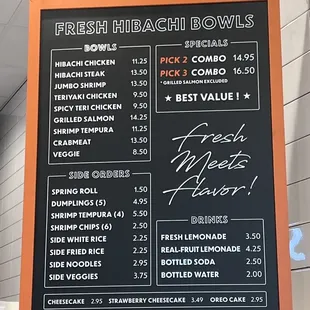 FRESH HIBACHI BOWLS
BOWLS
HIBACHI CHICKEN 11.25
HIBACHI STEAK 13.50
JUMBO SHRIMP 13.50
TERIYAKI CHICKEN 9.50
SPICY TERI CHICKEN 9.50
GRILLED SALMON 14.25
SHRIMP TEMPURA 11.25
CRABMEAT 13.50
VEGGIE 8.50
SPECIALS
PICK 2 COMBO 14.95
PICK 3 COMBO 16.50
* GRILLED SALMON EXCLUDED
★ BEST VALUE! ★
Fresh
Meets
Flavor!
SIDE ORDERS
SPRING ROLL 1.50
DUMPLINGS (5) 4.95
SHRIMP TEMPURA (4) 5.50
SHRIMP CHIPS (6) 2.50
SIDE WHITE RICE 2.25
SIDE FRIED RICE 2.25
SIDE NOODLES 2.95
SIDE VEGGIES 3.75
DRINKS
FRESH LEMONADE 3.50
REAL-FRUIT LEMONADE 4.25
BOTTLED SODA 2.50
BOTTLED WATER 2.00
CHEESECAKE 2.95 STRAWBERRY CHEESECAKE 3.49 OREO CAKE 2.95